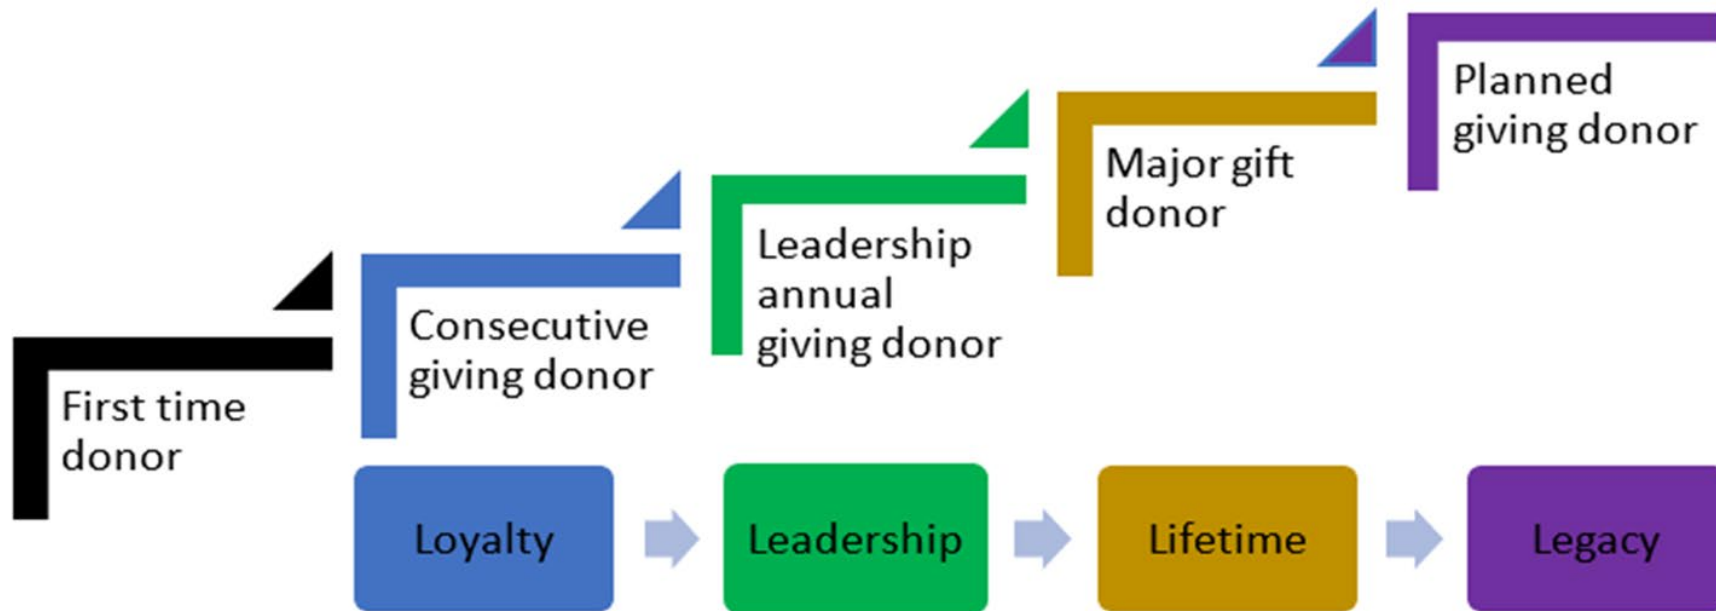 First time
donor
Consecutive
giving donor
Leadership
annual
giving donor
Major gift
donor
Planned
giving donor
Loyalty
Leadership
Lifetime
Legacy